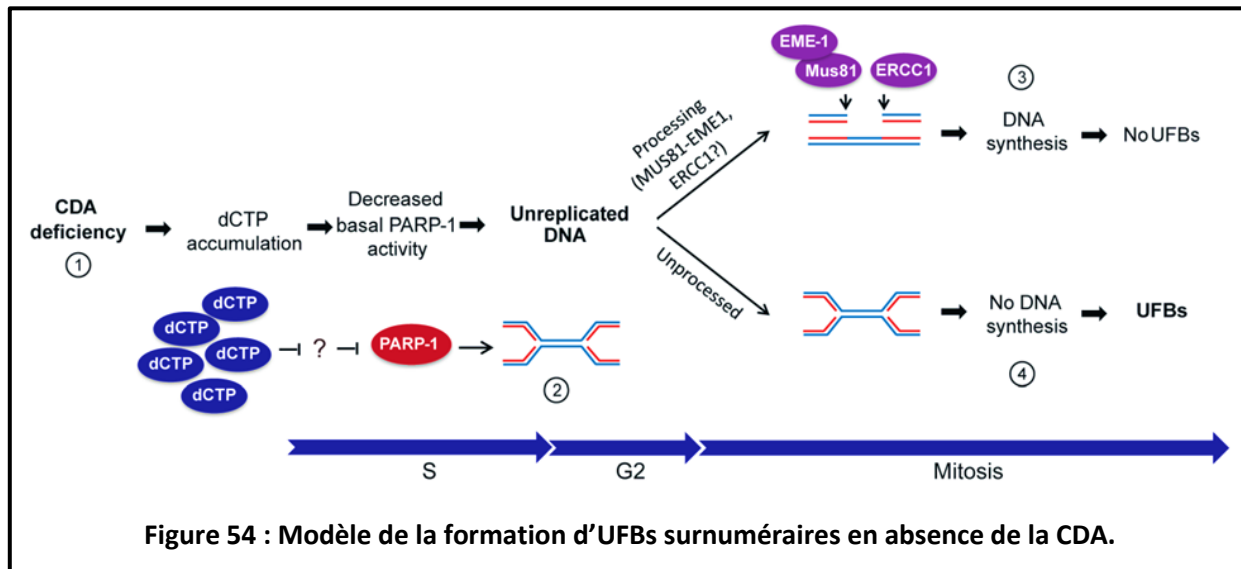 EME-1
Mus81
ERCC1
③
Processing
(MUS81-EME1,
ERCC1?)
DNA
synthesis
No UFBs
CDA
deficiency
①
dCTP
accumulation
Decreased
basal PARP-1
activity
Unreplicated
DNA
Unprocessed
dCTP
dCTP
dCTP
dCTP
dCTP
?
PARP-1
②
No DNA
synthesis
UFBs
④
S
G2
Mitosis
Figure 54 : Modèle de la formation d’UFBs surnuméraires en absence de la CDA.